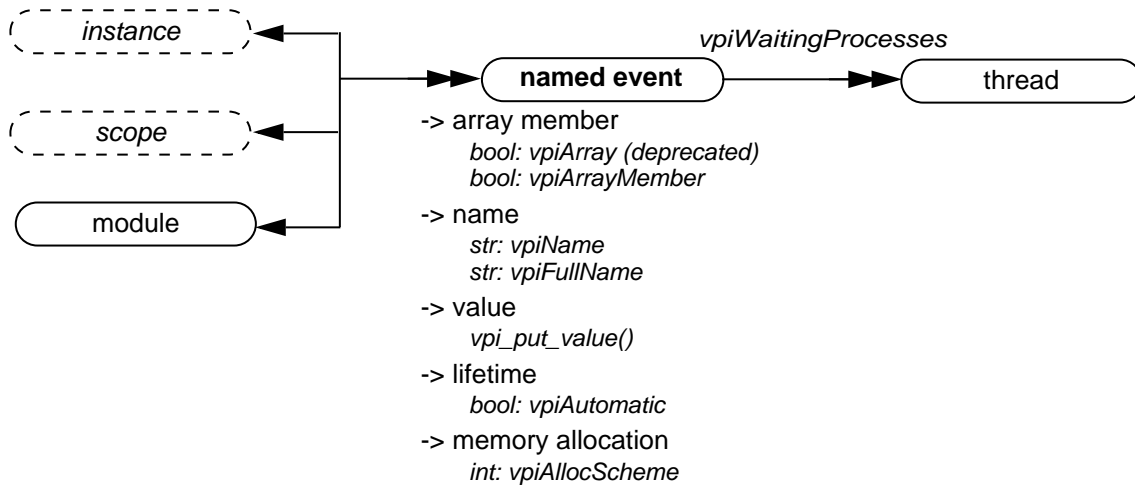 instance
scope
module
vpiWaitingProcesses
named event
thread
-> array member
bool: vpiArray (deprecated)
bool: vpiArrayMember
-> name
str: vpiName
str: vpiFullName
-> value
vpi_put_value()
-> lifetime
bool: vpiAutomatic
-> memory allocation
int: vpiAllocScheme